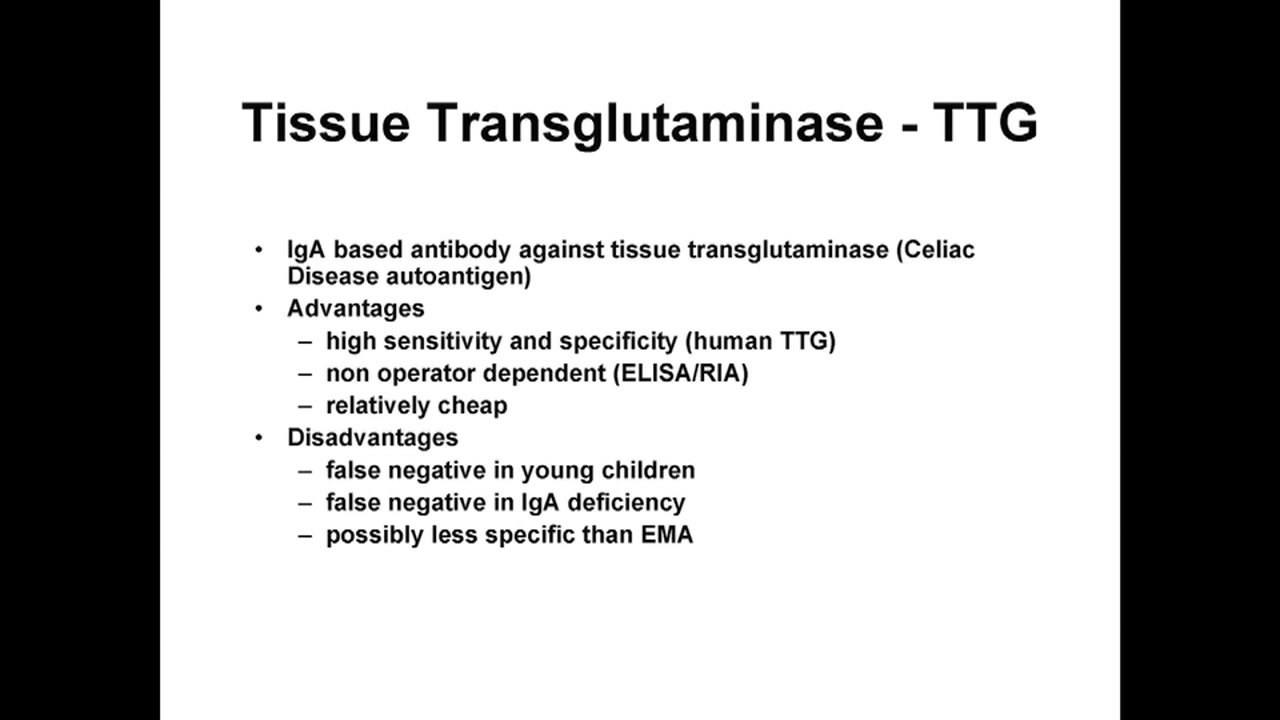 Tissue Transglutaminase - TTG
• IgA based antibody against tissue transglutaminase (Celiac
Disease autoantigen)
• Advantages
– high sensitivity and specificity (human TTG)
– non operator dependent (ELISA/RIA)
– relatively cheap
• Disadvantages
– false negative in young children
– false negative in IgA deficiency
– possibly less specific than EMA